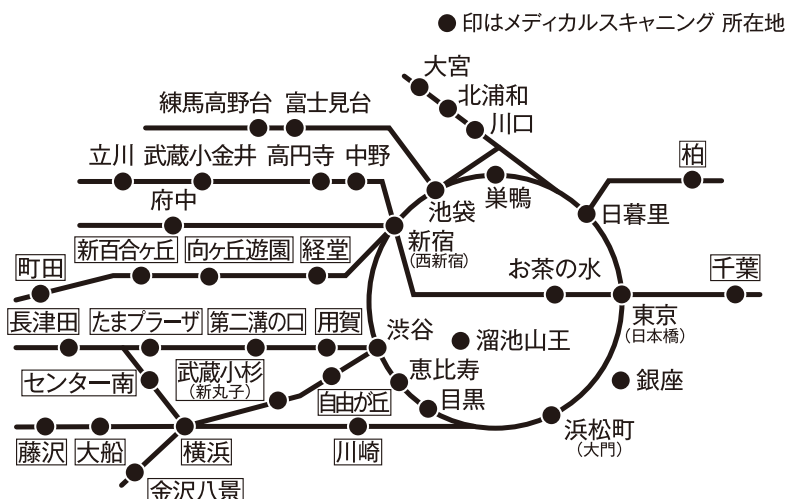 ●印はメディカルスキャニング 所在地
大宮
北浦和
川口
練馬高野台 富士見台
立川 武蔵小金井 高円寺 中野
柏
池袋
巣鴨
日暮里
府中
新宿
(西新宿)
新百合ヶ丘 向ヶ丘遊園 経堂
町田
お茶の水
千葉
東京
(日本橋)
長津田 たまプラーザ 第二溝の口 用賀
渋谷
溜池山王
センター南
武蔵小杉
(新丸子)
自由が丘
恵比寿
目黒
銀座
浜松町
(大門)
藤沢 大船 横浜 川崎
金沢八景